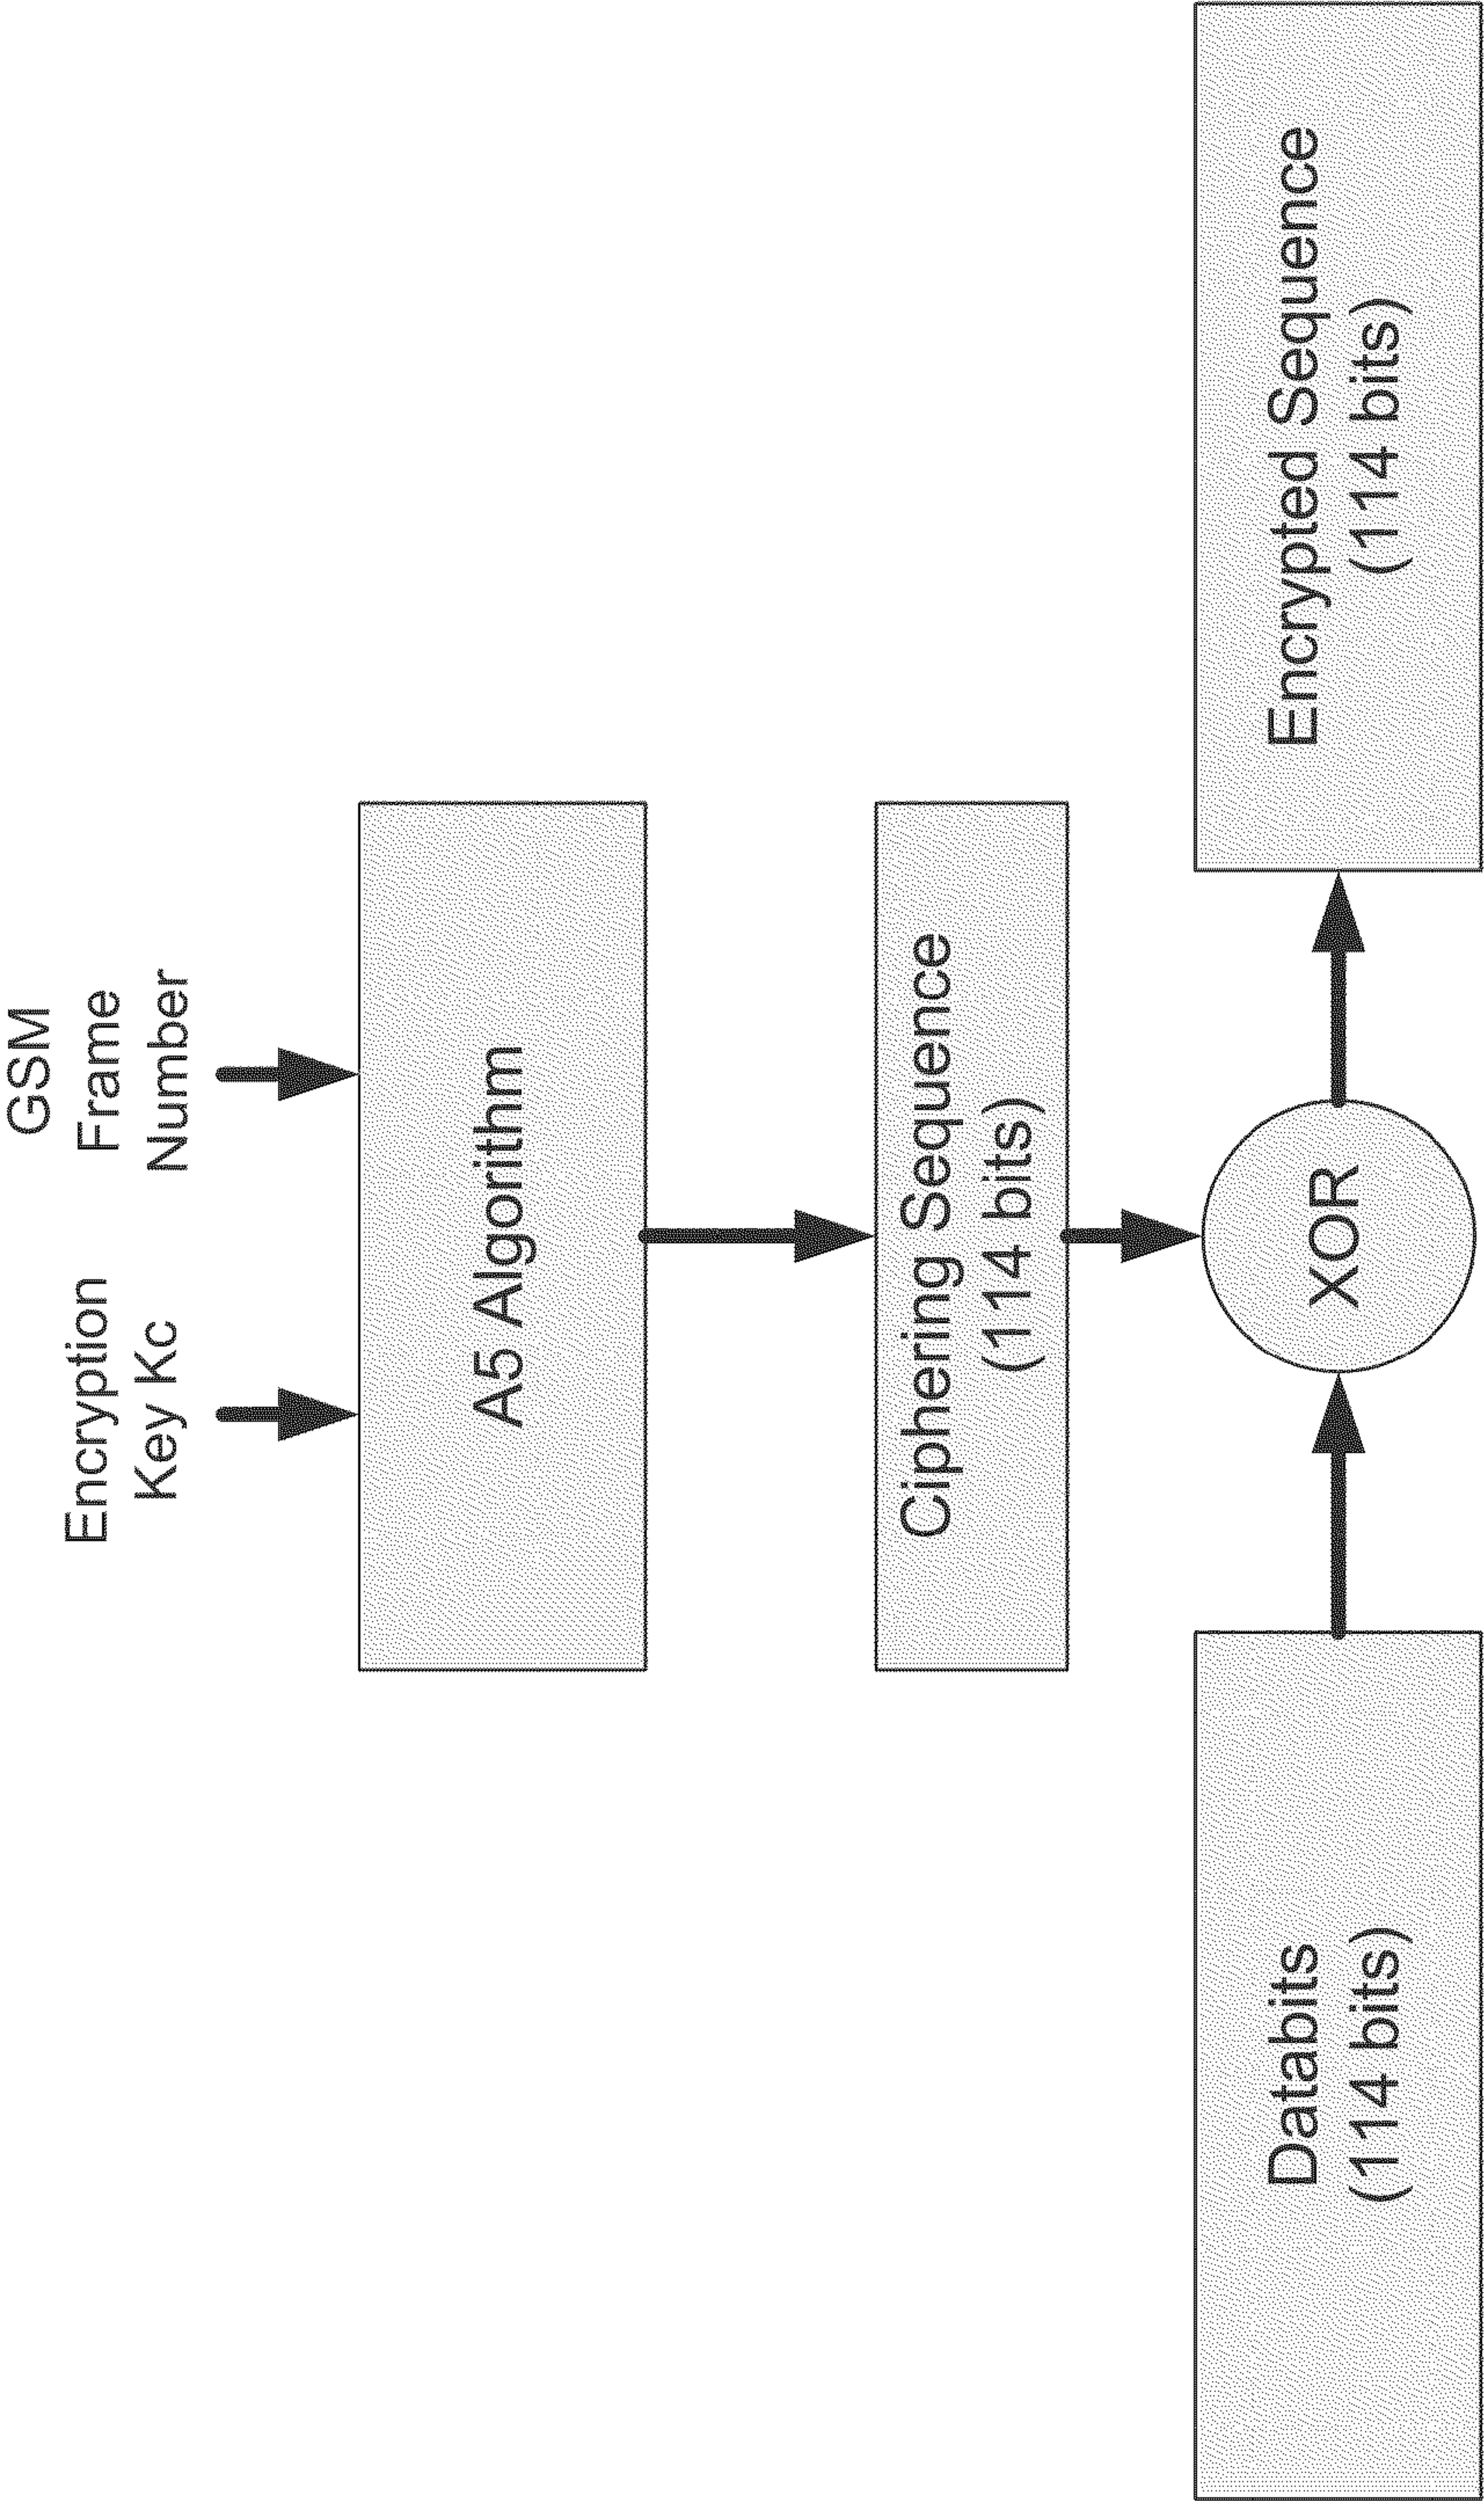 Encryption
Key Kc
GSM
Frame
Number
A5 Algorithm
Ciphering Sequence
(114 bits)
Databits
(114 bits)
XOR
Encrypted Sequence
(114 bits)